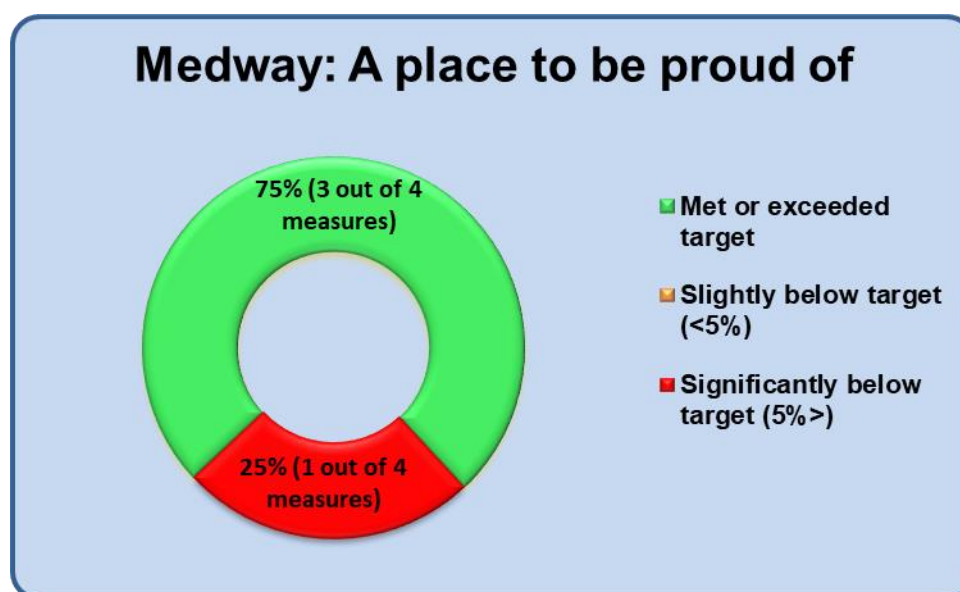 Medway: A place to be proud of
75% (3 out of 4
measures)
25% (1 out of 4
measures)
Met or exceeded
target
Slightly below target
(<5%)
Significantly below
target (5%>)